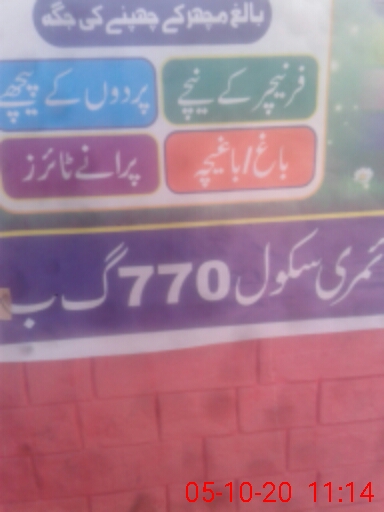 بالغ مچھر کے چھپنے کی جگہ
فرنیچر کے نیچے
پردوں کے پیچھے
باغ/باغیچہ
پرانے ٹائرز
ئمری سکول 770 گ ب
05-10-20 11:14